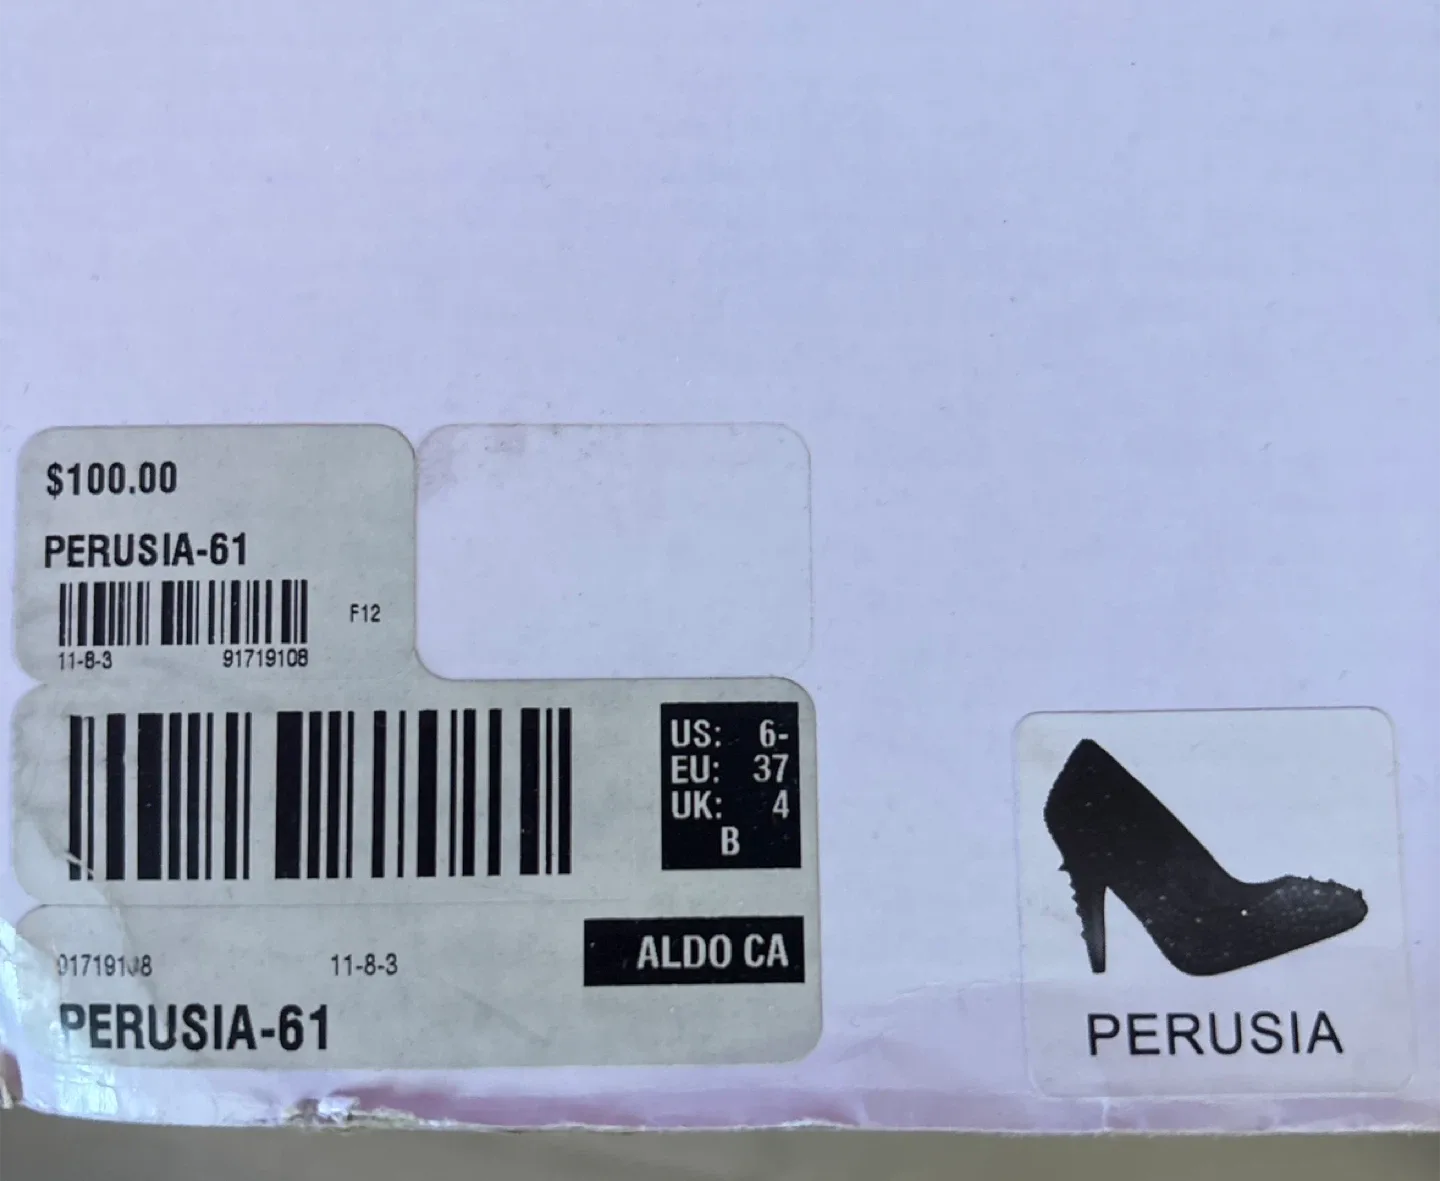 $100.00
PERUSIA-61
F12
11-8-3 91719108
US: 6-
EU: 37
UK: 4
B
ALDO CA
91719108 11-8-3
PERUSIA-61
PERUSIA